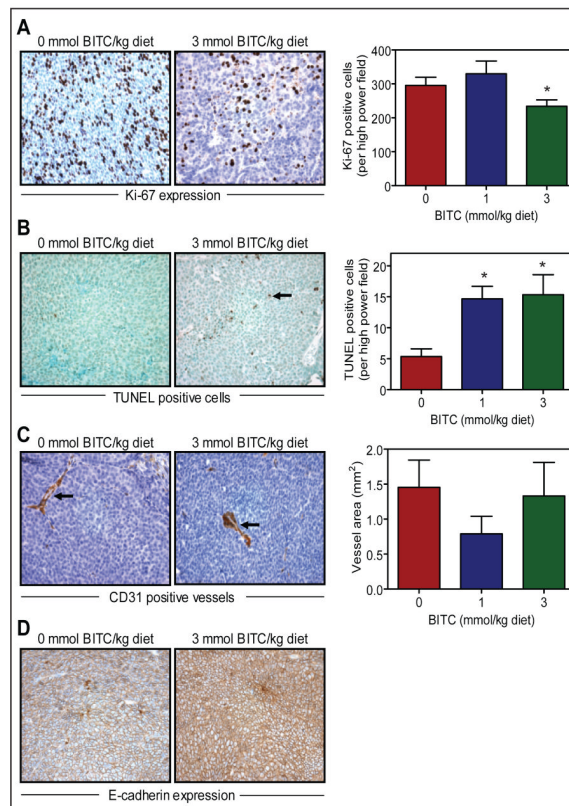 A
0 mmol BITC/kg diet 3 mmol BITC/kg diet
Ki-67 expression
Ki-67 positive cells
(per high power field)
400
300
200
100
0
*
0 1 3
BITC (mmol/kg diet)
B
0 mmol BITC/kg diet 3 mmol BITC/kg diet
TUNEL positive cells
TUNEL positive cells
(per high power field)
20
15
10
5
0
* *
0 1 3
BITC (mmol/kg diet)
C
0 mmol BITC/kg diet 3 mmol BITC/kg diet
CD31 positive vessels
Vessel area (mm²)
2.0
1.5
1.0
0.5
0.0
0 1 3
BITC (mmol/kg diet)
D
0 mmol BITC/kg diet 3 mmol BITC/kg diet
E-cadherin expression